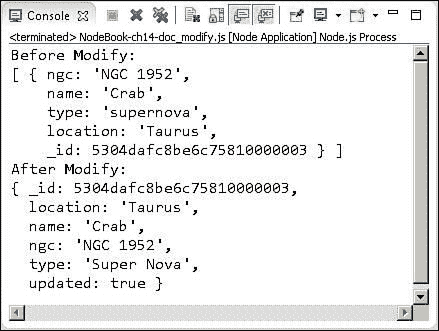 Console
<terminated> NodeBook-ch14-doc_modify.js [Node Application] Node.js Process
Before Modify:
[ { ngc: 'NGC 1952',
    name: 'Crab',
    type: 'supernova',
    location: 'Taurus',
    _id: 5304dafc8be6c75810000003 } ]
After Modify:
{ _id: 5304dafc8be6c75810000003,
  location: 'Taurus',
  name: 'Crab',
  ngc: 'NGC 1952',
  type: 'Super Nova',
  updated: true }